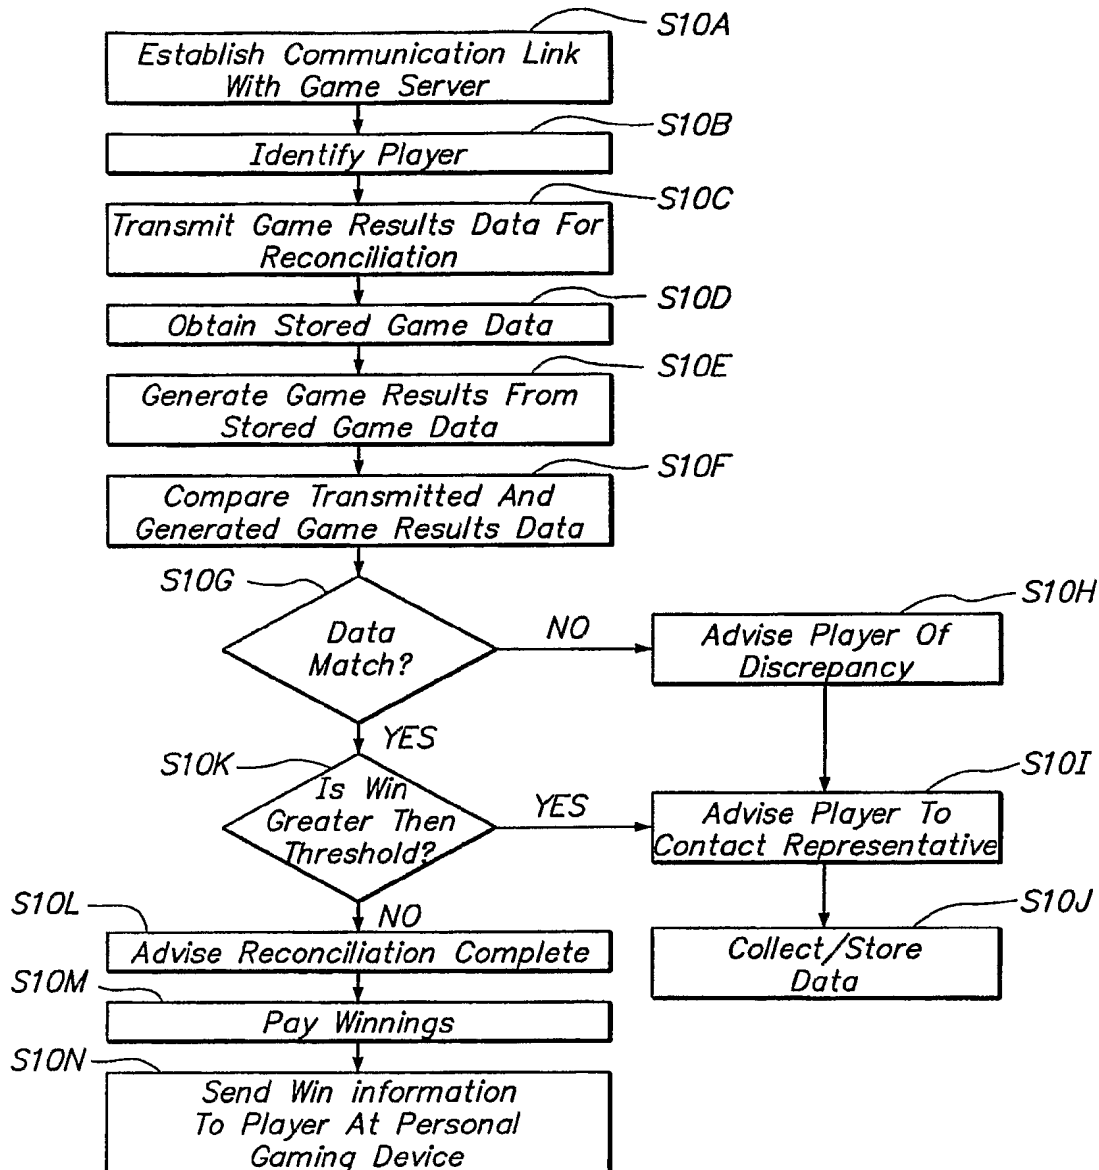 S10A
Establish Communication Link
With Game Server
S10B
Identify Player
S10C
Transmit Game Results Data For
Reconciliation
S10D
Obtain Stored Game Data
S10E
Generate Game Results From
Stored Game Data
S10F
Compare Transmitted And
Generated Game Results Data
S10G
Data
Match?
NO
S10H
Advise Player Of
Discrepancy
YES
S10K
Is Win
Greater Then
Threshold?
YES
S10I
Advise Player To
Contact Representative
S10J
Collect/Store
Data
NO
S10L
Advise Reconciliation Complete
S10M
Pay Winnings
S10N
Send Win information
To Player At Personal
Gaming Device